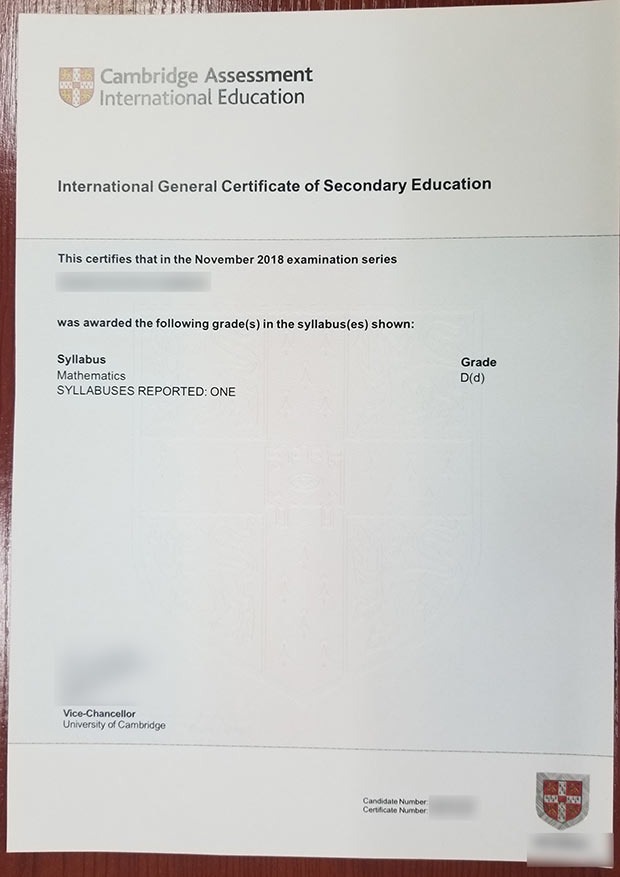 Cambridge Assessment
International Education
International General Certificate of Secondary Education
This certifies that in the November 2018 examination series
was awarded the following grade(s) in the syllabus(es) shown:
Syllabus Grade
Mathematics D(d)
SYLLABUSES REPORTED: ONE
Vice-Chancellor
University of Cambridge
Candidate Number:
Certificate Number: